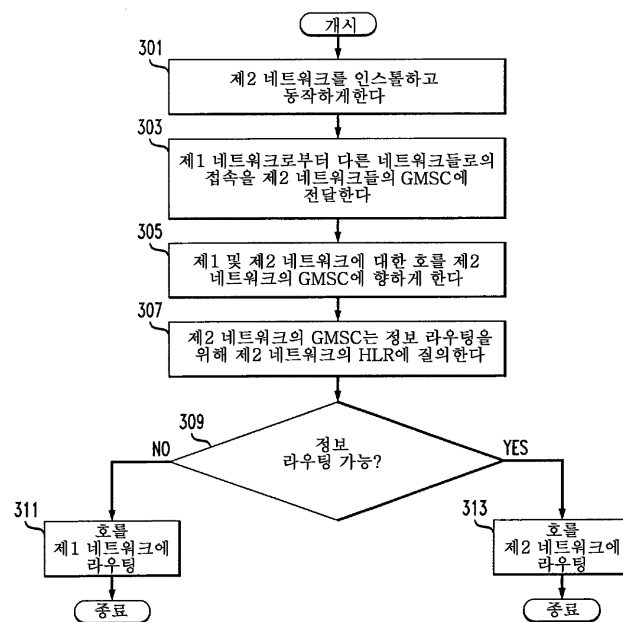 개시
301
제2 네트워크를 인스톨하고
동작하게한다
303
제1 네트워크로부터 다른 네트워크들로의
접속을 제2 네트워크들의 GMSC에
전달한다
305
제1 및 제2 네트워크에 대한 호를 제2
네트워크의 GMSC에 향하게 한다
307
제2 네트워크의 GMSC는 정보 라우팅을
위해 제2 네트워크의 HLR에 질의한다
309
정보
라우팅 가능?
NO
YES
311
호를
제1 네트워크에
라우팅
313
호를
제2 네트워크에
라우팅
종료
종료